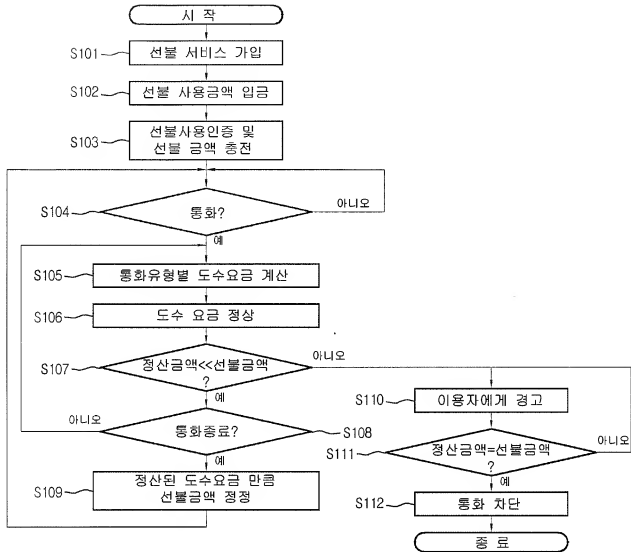 시 작
S101
선불 서비스 가입
S102
선불 사용금액 입금
S103
선불사용인증 및
선불 금액 충전
S104
통화?
아니오
예
S105
통화유형별 도수요금 계산
S106
도수 요금 정상
S107
정산금액<<선불금액
?
아니오
예
S108
통화종료?
아니오
예
S109
정산된 도수요금 만큼
선불금액 정정
S110
이용자에게 경고
S111
정산금액=선불금액
?
아니오
예
S112
통화 차단
종 료